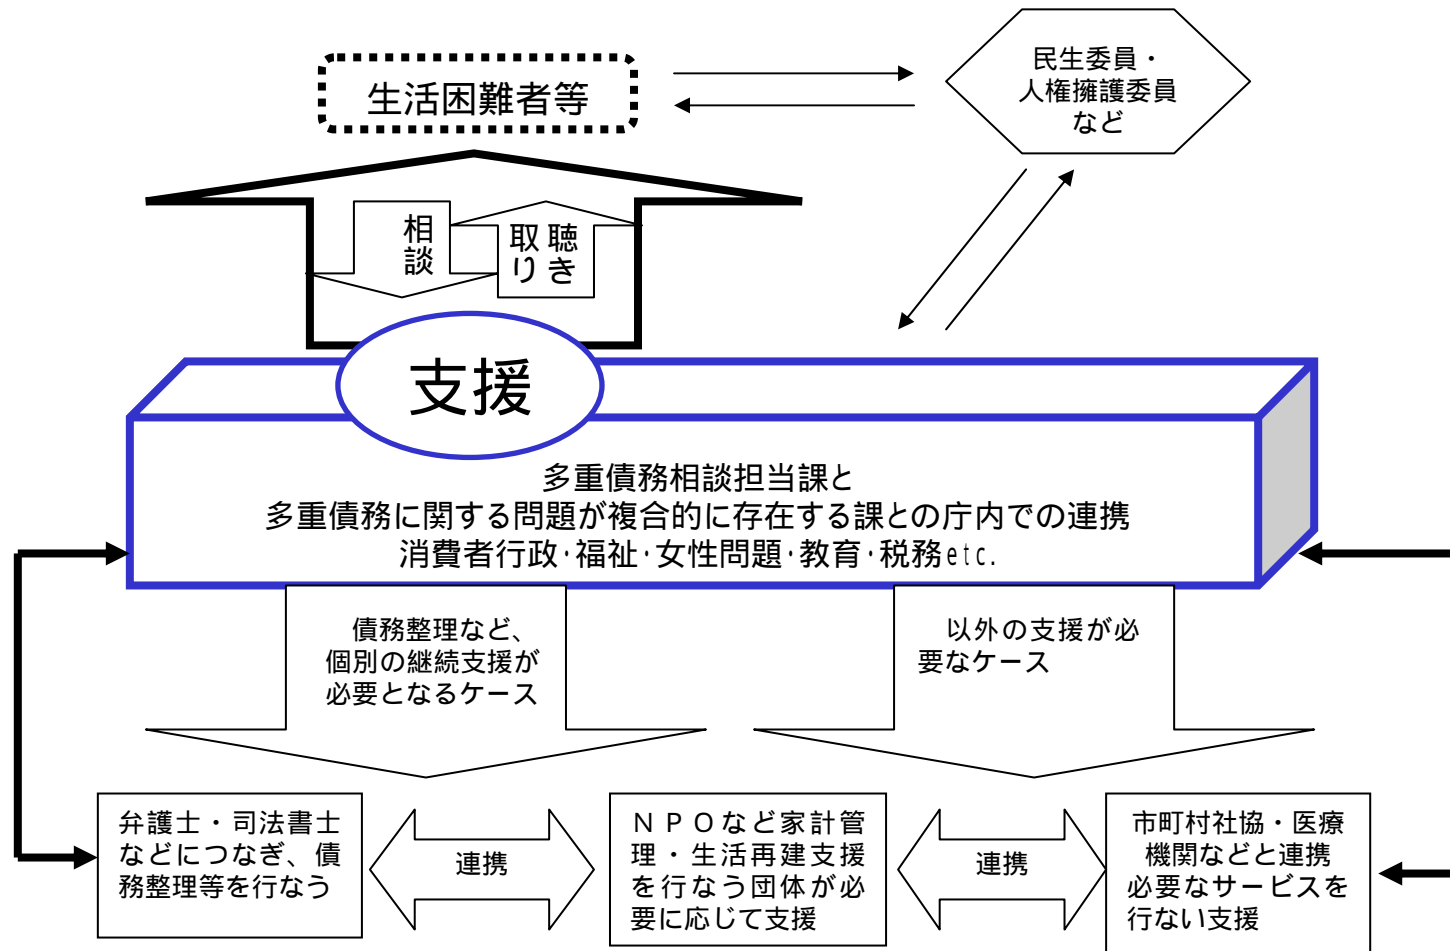 生活困難者等
民生委員・
人権擁護委員
など
相談
聴き
取り
支援
多重債務相談担当課と
多重債務に関する問題が複合的に存在する課との庁内での連携
消費者行政･福祉･女性問題･教育･税務etc.
債務整理など、
個別の継続支援が
必要となるケース
以外の支援が必
要なケース
弁護士・司法書士
などにつなぎ、債
務整理等を行なう
連携
ＮＰＯなど家計管
理・生活再建支援
を行なう団体が必
要に応じて支援
連携
市町村社協・医療
機関などと連携
必要なサービスを
行ない支援